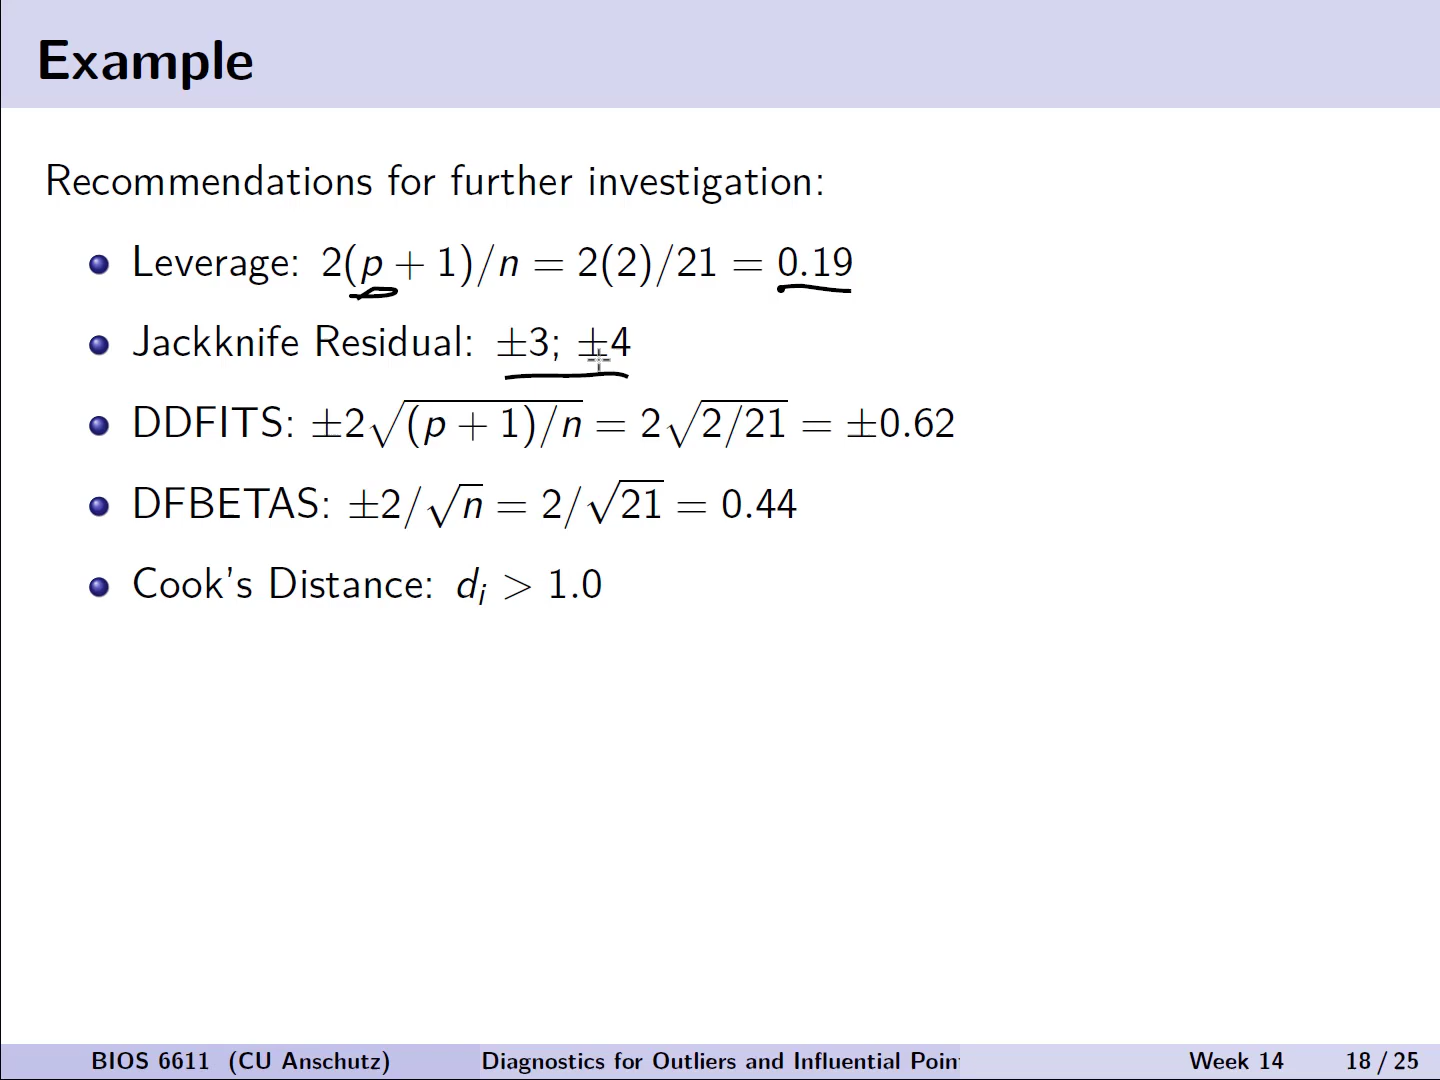 Example
Recommendations for further investigation:
Leverage: 2(p + 1)/n = 2(2)/21 = 0.19
Jackknife Residual: ±3; ±4
DDFITS: ±2√(p + 1)/n = 2√2/21 = ±0.62
DFBETAS: ±2/√n = 2/√21 = 0.44
Cook's Distance: dᵢ > 1.0
BIOS 6611 (CU Anschutz) Diagnostics for Outliers and Influential Poin Week 14 18 / 25